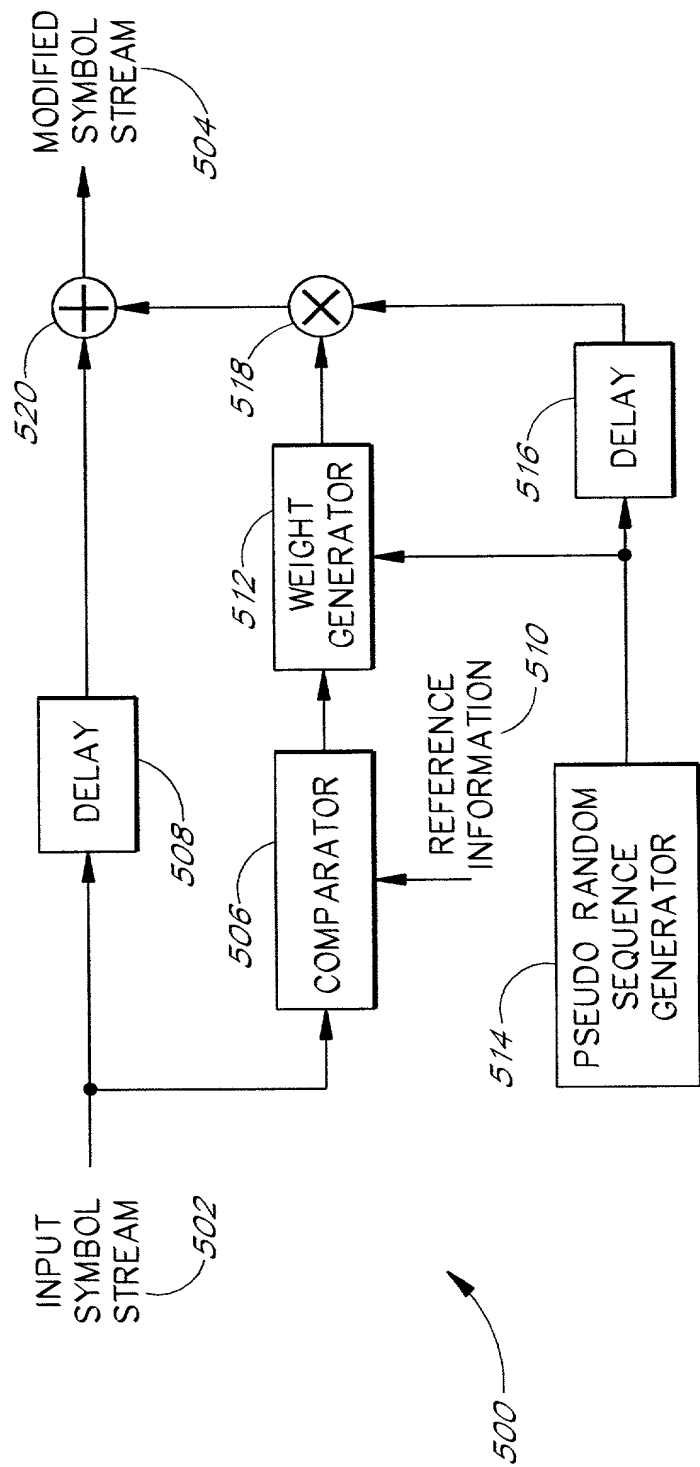 INPUT
SYMBOL
STREAM
502
DELAY
508
520
MODIFIED
SYMBOL
STREAM
504
506
COMPARATOR
512
WEIGHT
GENERATOR
518
REFERENCE
INFORMATION
510
514
PSEUDO RANDOM
SEQUENCE
GENERATOR
516
DELAY
500